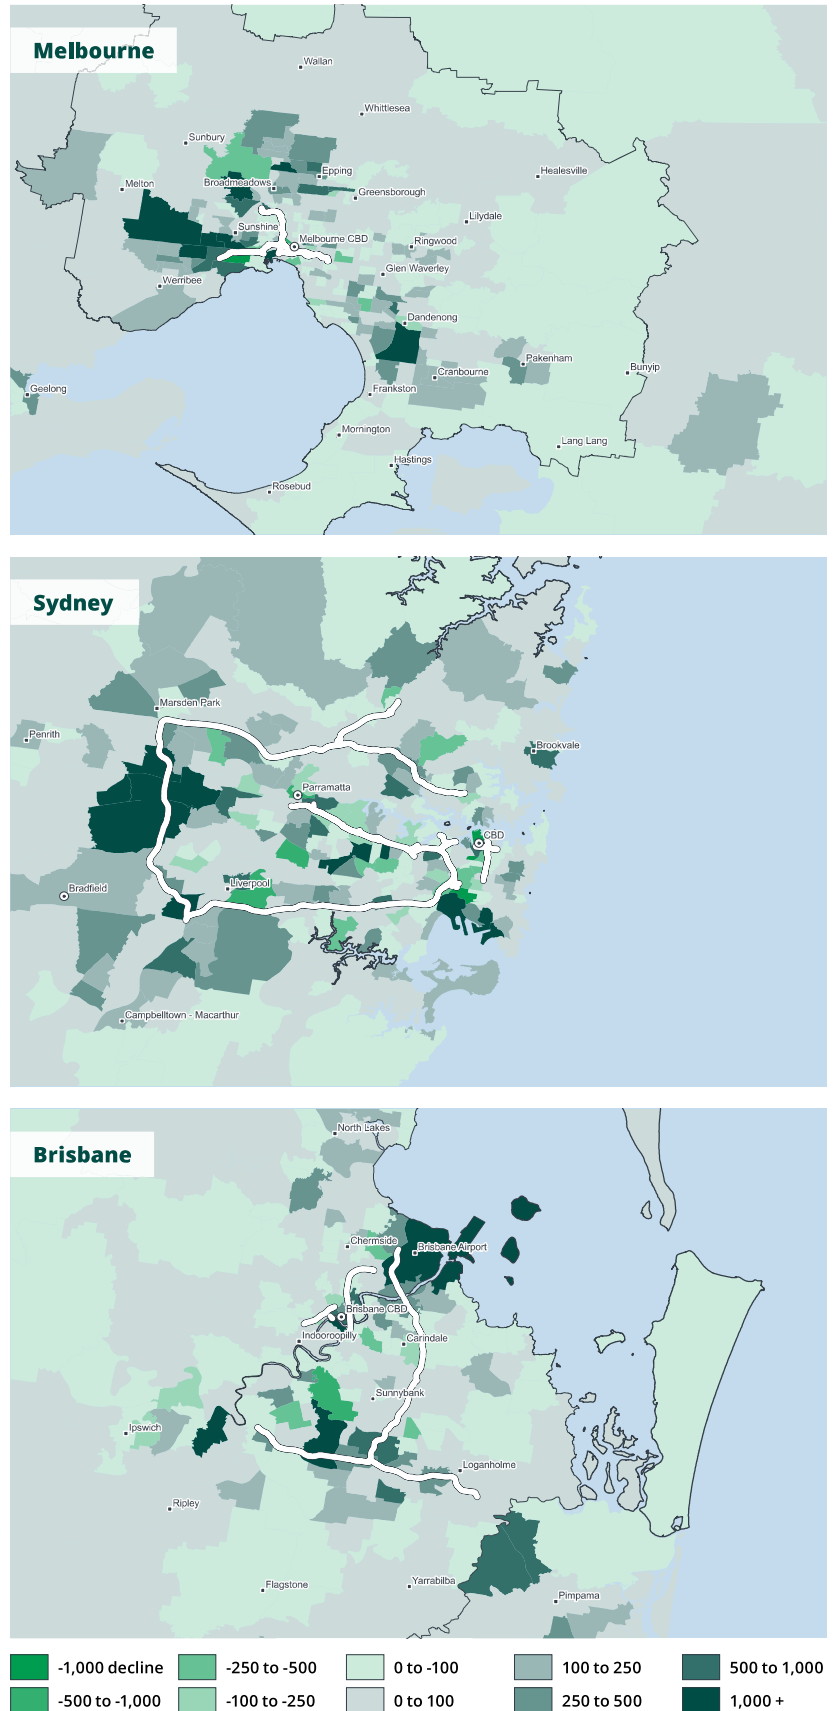 Melbourne
Wallan
Whittlesea
Sunbury
Healesville
Epping
Melton
Broadmeadows
Greensborough
Lilydale
Sunshine
Melbourne CBD
Ringwood
Glen Waverley
Werribee
Dandenong
Pakenham
Bunyip
Cranbourne
Geelong
Frankston
Mornington
Lang Lang
Hastings
Rosebud
Sydney
Marsden Park
Penrith
Brookvale
Parramatta
CBD
Liverpool
Bradfield
Campbelltown - Macarthur
Brisbane
North Lakes
Chermside
Brisbane Airport
Brisbane CBD
Indooroopilly
Carindale
Sunnybank
Ipswich
Loganholme
Ripley
Flagstone
Yarrabilba
Pimpama
-1,000 decline
-250 to -500
0 to -100
100 to 250
500 to 1,000
-500 to -1,000
-100 to -250
0 to 100
250 to 500
1,000 +